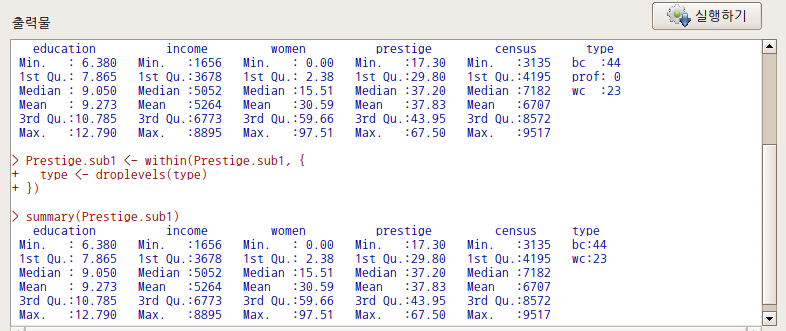 출력물
실행하기
education income women prestige census type
Min. : 6.380 Min. :1656 Min. : 0.00 Min. :17.30 Min. :3135 bc :44
1st Qu.: 7.865 1st Qu.:3678 1st Qu.: 2.38 1st Qu.:29.80 1st Qu.:4195 prof: 0
Median : 9.050 Median :5052 Median :15.51 Median :37.20 Median :7182 wc :23
Mean : 9.273 Mean :5264 Mean :30.59 Mean :37.83 Mean :6707
3rd Qu.:10.785 3rd Qu.:6773 3rd Qu.:59.66 3rd Qu.:43.95 3rd Qu.:8572
Max. :12.790 Max. :8895 Max. :97.51 Max. :67.50 Max. :9517
> Prestige.sub1 <- within(Prestige.sub1, {
+ type <- droplevels(type)
+ })
> summary(Prestige.sub1)
education income women prestige census type
Min. : 6.380 Min. :1656 Min. : 0.00 Min. :17.30 Min. :3135 bc:44
1st Qu.: 7.865 1st Qu.:3678 1st Qu.: 2.38 1st Qu.:29.80 1st Qu.:4195 wc:23
Median : 9.050 Median :5052 Median :15.51 Median :37.20 Median :7182
Mean : 9.273 Mean :5264 Mean :30.59 Mean :37.83 Mean :6707
3rd Qu.:10.785 3rd Qu.:6773 3rd Qu.:59.66 3rd Qu.:43.95 3rd Qu.:8572
Max. :12.790 Max. :8895 Max. :97.51 Max. :67.50 Max. :9517